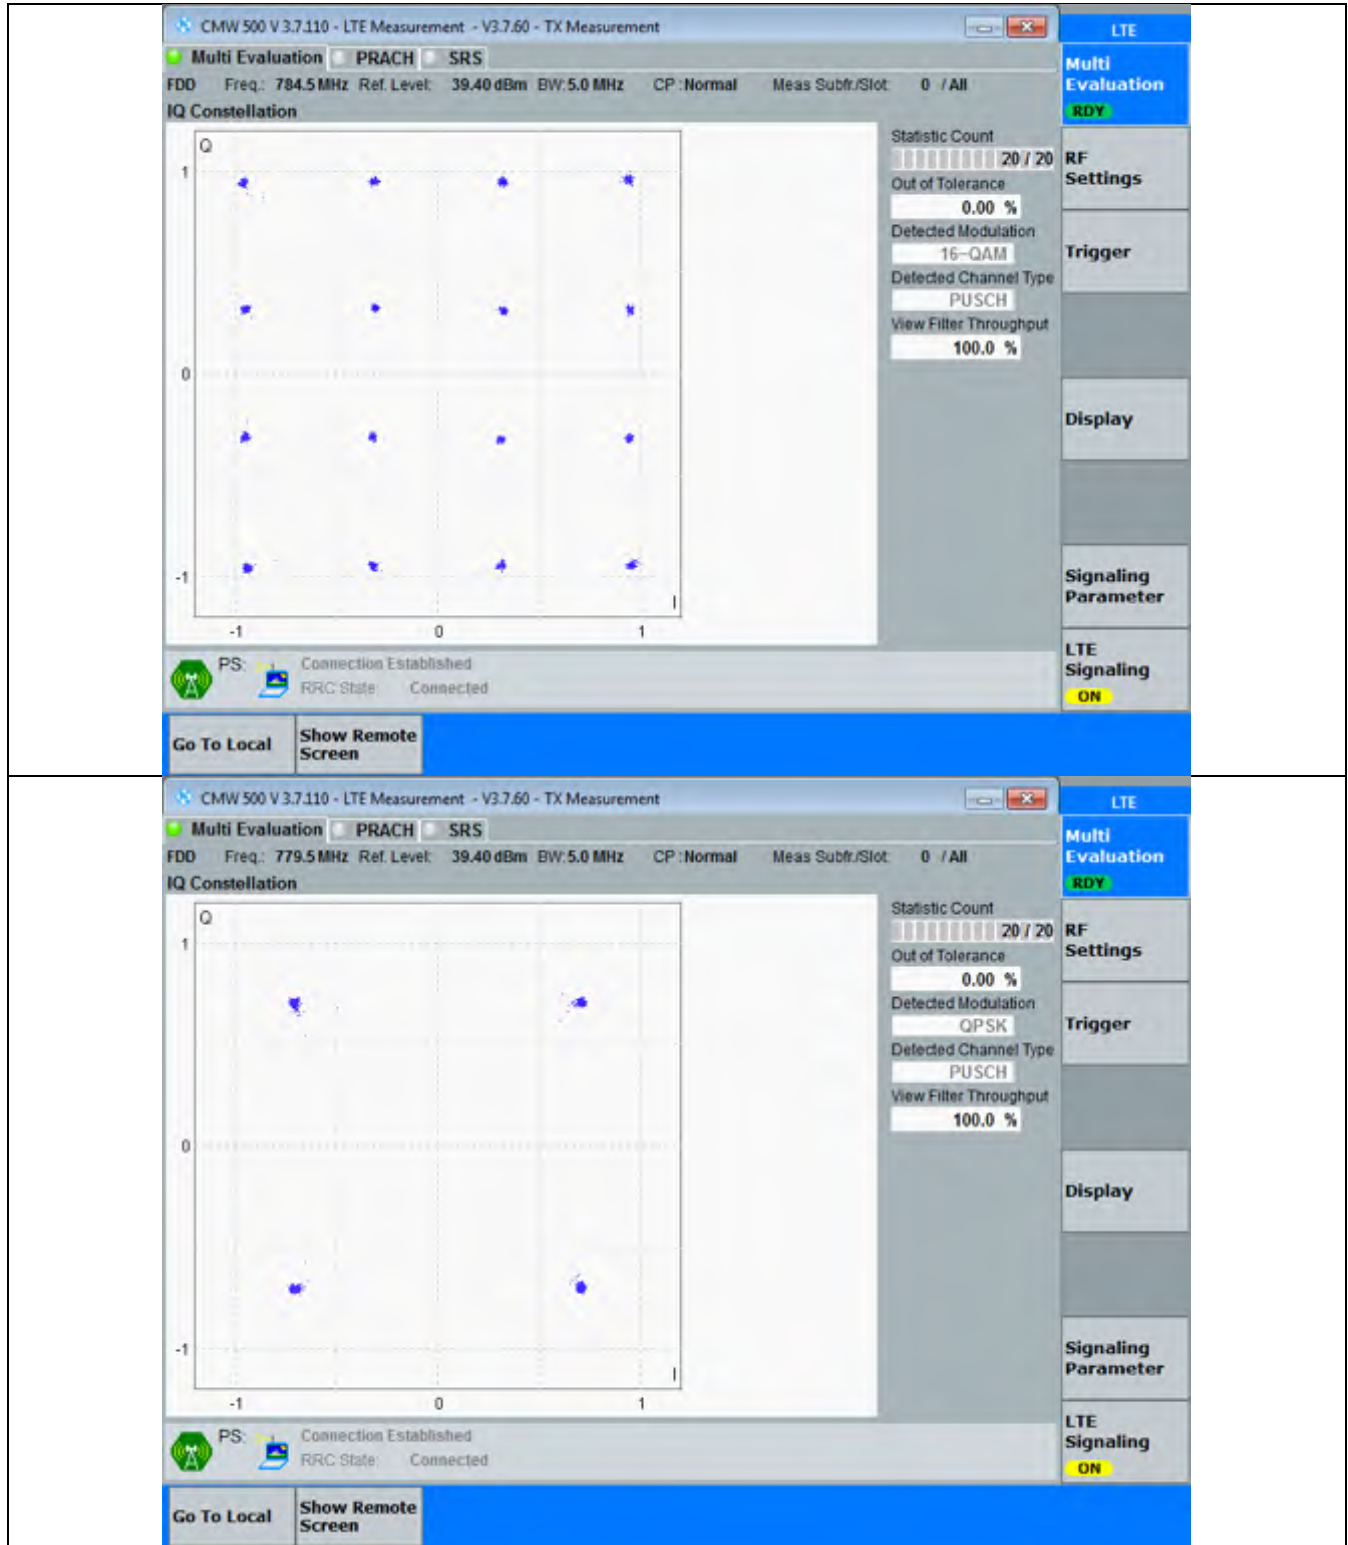 CMW 500 V 3.7.110 - LTE Measurement - V3.7.60 - TX Measurement
LTE
Multi Evaluation PRACH SRS
Multi
Evaluation
RDY
FDD Freq.: 784.5 MHz Ref. Level: 39.40 dBm BW: 5.0 MHz CP : Normal Meas Subfr./Slot: 0 / All
IQ Constellation
Q
1
0
-1
-1 0 1
I
Statistic Count
20 / 20
Out of Tolerance
0.00 %
Detected Modulation
16-QAM
Detected Channel Type
PUSCH
View Filter Throughput
100.0 %
RF
Settings
Trigger
Display
Signaling
Parameter
LTE
Signaling
ON
PS: Connection Established
RRC State: Connected
Go To Local
Show Remote
Screen
CMW 500 V 3.7.110 - LTE Measurement - V3.7.60 - TX Measurement
LTE
Multi Evaluation PRACH SRS
Multi
Evaluation
RDY
FDD Freq.: 779.5 MHz Ref. Level: 39.40 dBm BW: 5.0 MHz CP : Normal Meas Subfr./Slot: 0 / All
IQ Constellation
Q
1
0
-1
-1 0 1
I
Statistic Count
20 / 20
Out of Tolerance
0.00 %
Detected Modulation
QPSK
Detected Channel Type
PUSCH
View Filter Throughput
100.0 %
RF
Settings
Trigger
Display
Signaling
Parameter
LTE
Signaling
ON
PS: Connection Established
RRC State: Connected
Go To Local
Show Remote
Screen